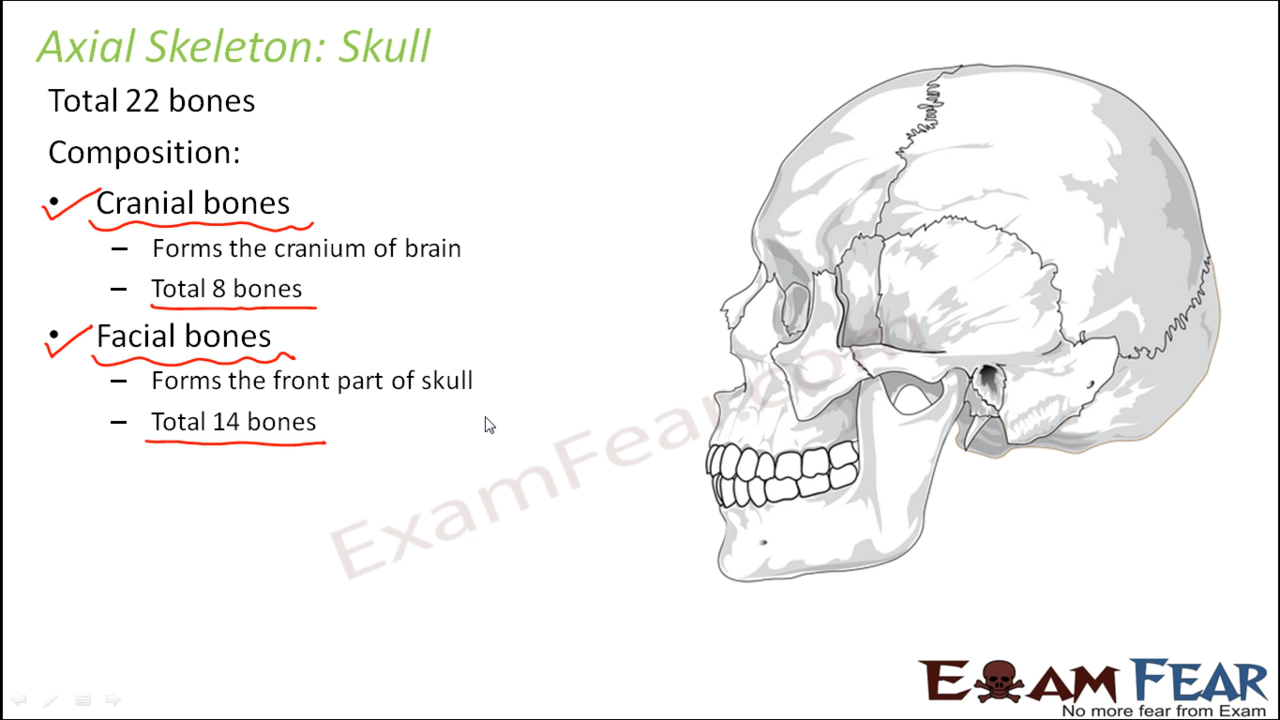 Axial Skeleton: Skull
Total 22 bones
Composition:
• Cranial bones
– Forms the cranium of brain
– Total 8 bones
• Facial bones
– Forms the front part of skull
– Total 14 bones
ExamFear.com
EXAM FEAR
No more fear from Exam